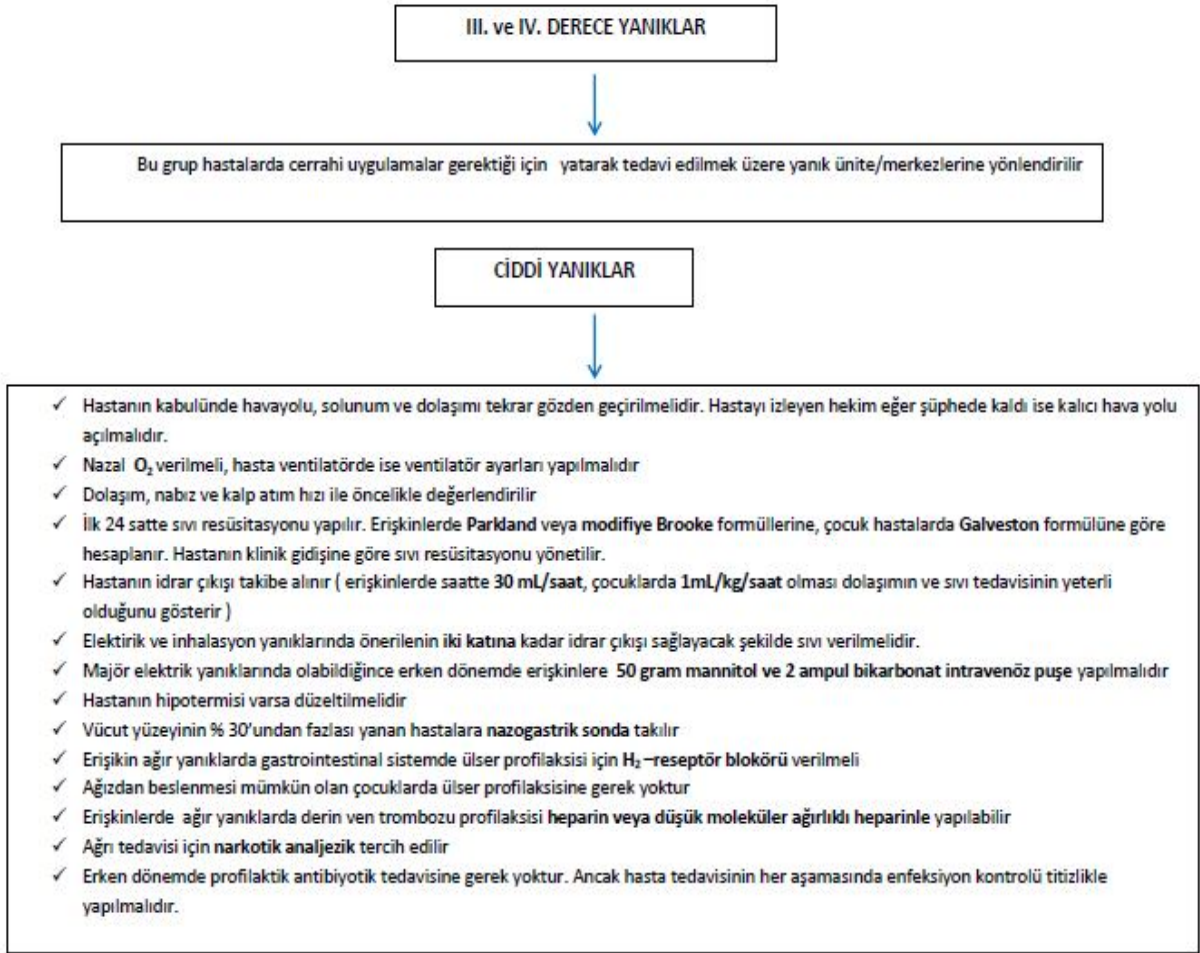 III. ve IV. DERECE YANIKLAR
Bu grup hastalarda cerrahi uygulamalar gerektiği için yatarak tedavi edilmek üzere yanık ünite/merkezlerine yönlendirilir
CİDDİ YANIKLAR
✓ Hastanın kabulünde havayolu, solunum ve dolaşımı tekrar gözden geçirilmelidir. Hastayı izleyen hekim eğer şüphede kaldı ise kalıcı hava yolu
açılmalıdır.
✓ Nazal O₂ verilmeli, hasta ventilatörde ise ventilatör ayarları yapılmalıdır
✓ Dolaşım, nabız ve kalp atım hızı ile öncelikle değerlendirilir
✓ İlk 24 satte sıvı resüsitasyonu yapılır. Erişkinlerde Parkland veya modifiye Brooke formüllerine, çocuk hastalarda Galveston formülüne göre
hesaplanır. Hastanın klinik gidişine göre sıvı resüsitasyonu yönetilir.
✓ Hastanın idrar çıkışı takibe alınır ( erişkinlerde saatte 30 mL/saat, çocuklarda 1mL/kg/saat olması dolaşımın ve sıvı tedavisinin yeterli
olduğunu gösterir )
✓ Elektirik ve inhalasyon yanıklarında önerilenin iki katına kadar idrar çıkışı sağlayacak şekilde sıvı verilmelidir.
✓ Majör elektrik yanıklarında olabildiğince erken dönemde erişkinlere 50 gram mannitol ve 2 ampul bikarbonat intravenöz puşe yapılmalıdır
✓ Hastanın hipotermisi varsa düzeltilmelidir
✓ Vücut yüzeyinin % 30'undan fazlası yanan hastalara nazogastrik sonda takılır
✓ Erişikin ağır yanıklarda gastrointestinal sistemde ülser profilaksisi için H₂ –reseptör blokörü verilmeli
✓ Ağızdan beslenmesi mümkün olan çocuklarda ülser profilaksisine gerek yoktur
✓ Erişkinlerde ağır yanıklarda derin ven trombozu profilaksisi heparin veya düşük moleküler ağırlıklı heparinle yapılabilir
✓ Ağrı tedavisi için narkotik analjezik tercih edilir
✓ Erken dönemde profilaktik antibiyotik tedavisine gerek yoktur. Ancak hasta tedavisinin her aşamasında enfeksiyon kontrolü titizlikle
yapılmalıdır.